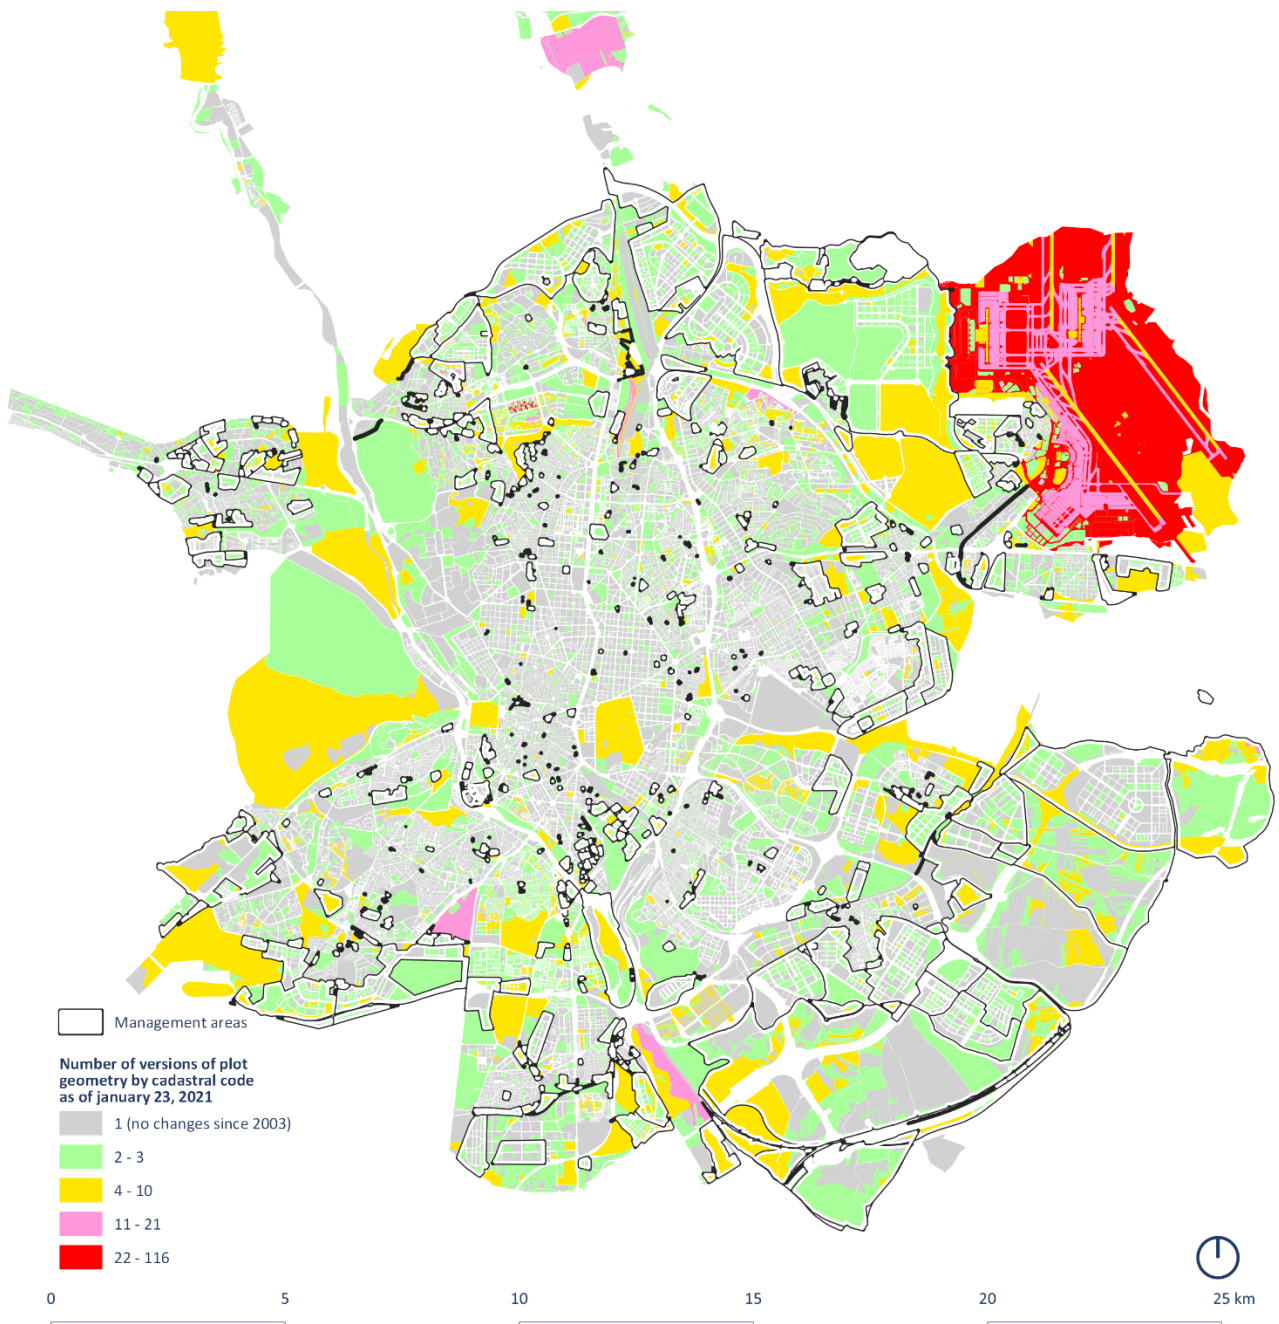 Management areas
Number of versions of plot
geometry by cadastral code
as of january 23, 2021
1 (no changes since 2003)
2 - 3
4 - 10
11 - 21
22 - 116
0 5 10 15 20 25 km